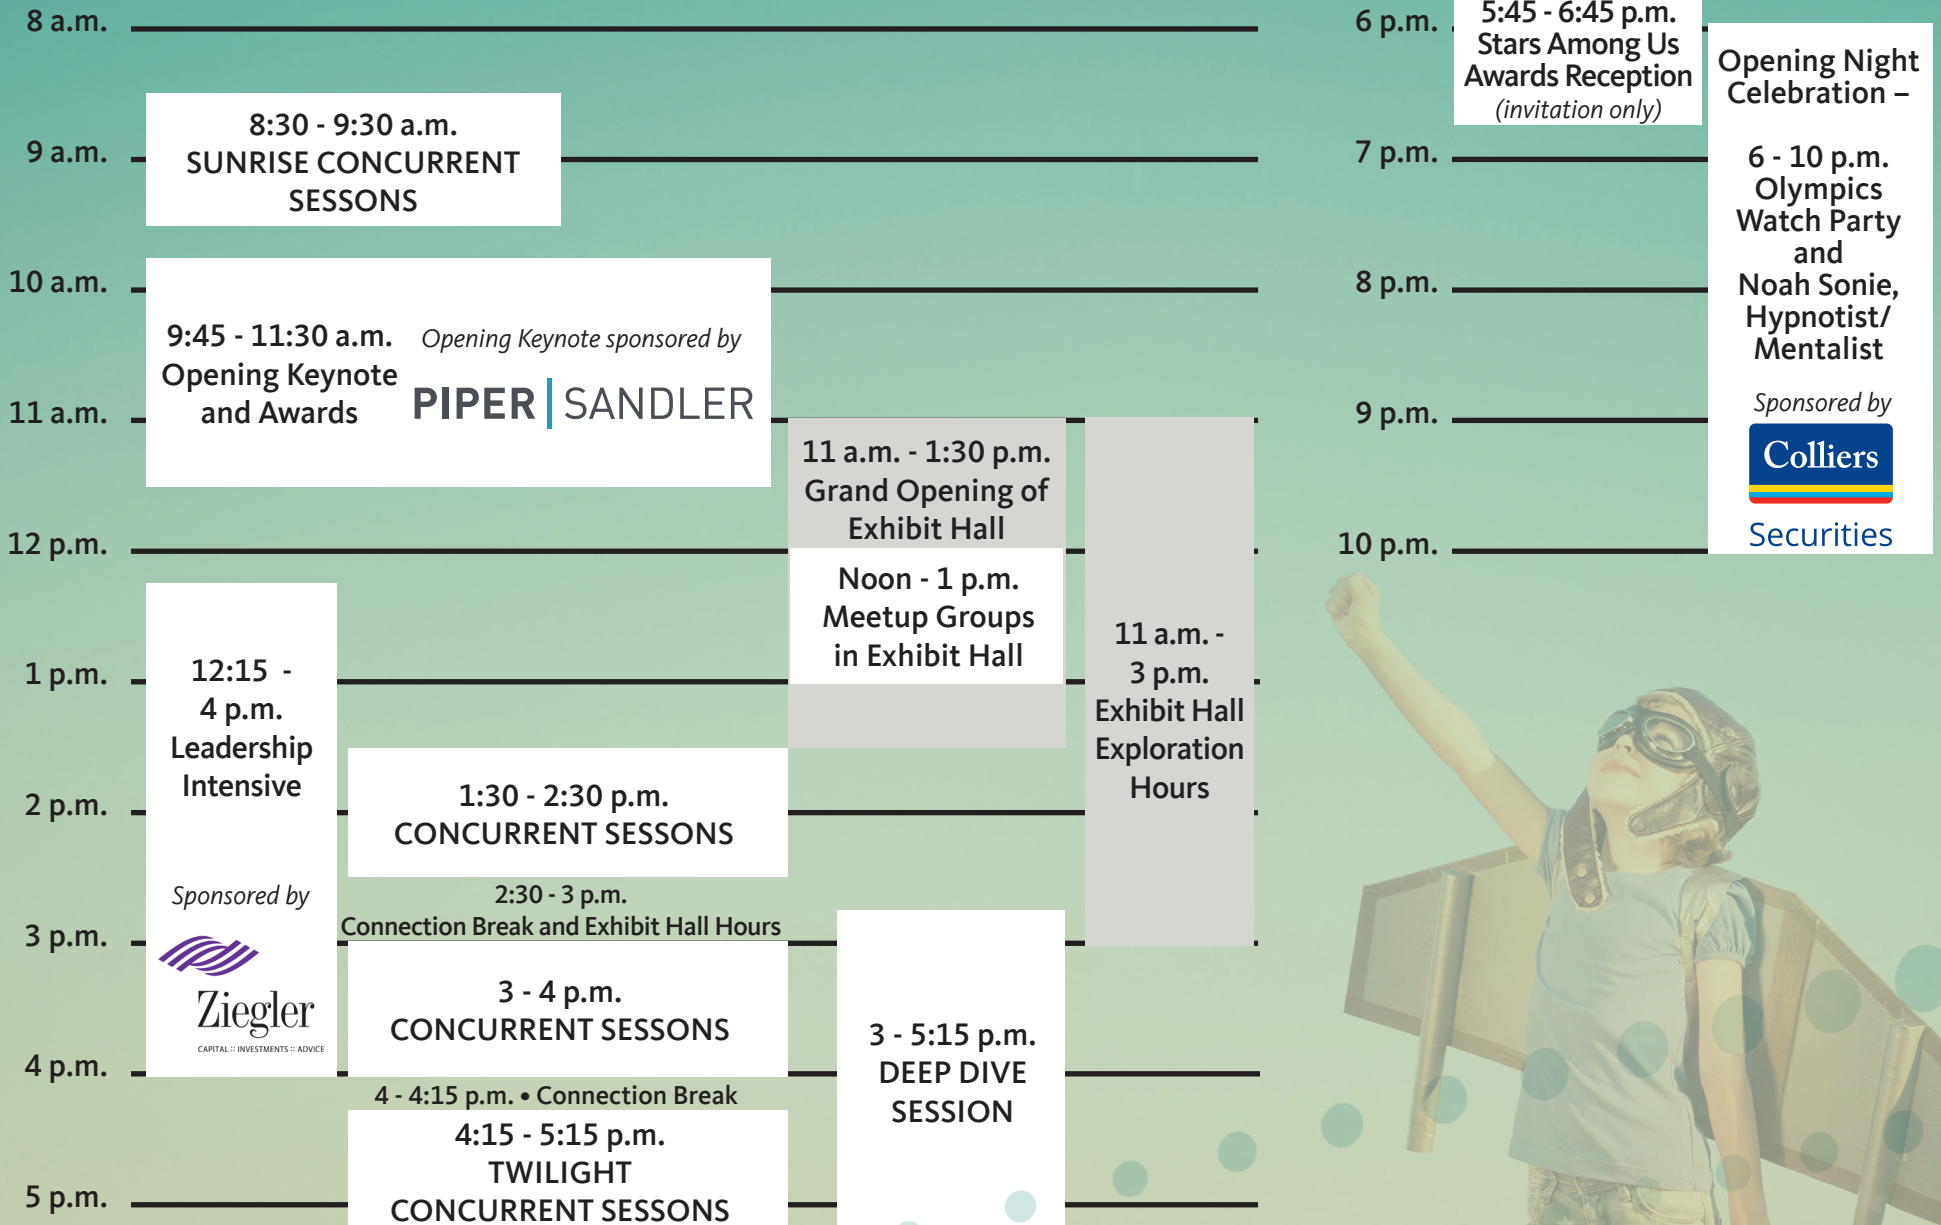 8 a.m.
8:30 - 9:30 a.m.
SUNRISE CONCURRENT
SESSONS
9 a.m.
10 a.m.
9:45 - 11:30 a.m.
Opening Keynote
and Awards
Opening Keynote sponsored by
PIPER | SANDLER
11 a.m.
11 a.m. - 1:30 p.m.
Grand Opening of
Exhibit Hall
12 p.m.
Noon - 1 p.m.
Meetup Groups
in Exhibit Hall
11 a.m. -
3 p.m.
Exhibit Hall
Exploration
Hours
1 p.m.
12:15 -
4 p.m.
Leadership
Intensive
Sponsored by
Ziegler
CAPITAL :: INVESTMENTS :: ADVICE
2 p.m.
1:30 - 2:30 p.m.
CONCURRENT SESSONS
2:30 - 3 p.m.
Connection Break and Exhibit Hall Hours
3 p.m.
3 - 4 p.m.
CONCURRENT SESSONS
3 - 5:15 p.m.
DEEP DIVE
SESSION
4 p.m.
4 - 4:15 p.m. • Connection Break
4:15 - 5:15 p.m.
TWILIGHT
CONCURRENT SESSONS
5 p.m.
6 p.m.
5:45 - 6:45 p.m.
Stars Among Us
Awards Reception
(invitation only)
Opening Night
Celebration –
6 - 10 p.m.
Olympics
Watch Party
and
Noah Sonie,
Hypnotist/
Mentalist
Sponsored by
Colliers
Securities
7 p.m.
8 p.m.
9 p.m.
10 p.m.